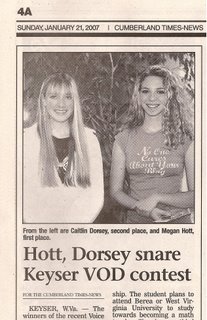 4A
SUNDAY, JANUARY 21, 2007 | CUMBERLAND TIMES-NEWS
No One
Cares
About Your
Blog
From the left are Caitlin Dorsey, second place, and Megan Hott,
first place.
Hott, Dorsey snare
Keyser VOD contest
FOR THE CUMBERLAND TIMES-NEWS
KEYSER, W.Va. — The
winners of the recent Voice
ship. The student plans to
attend Berea or West Vir-
ginia University to study
towards becoming a math